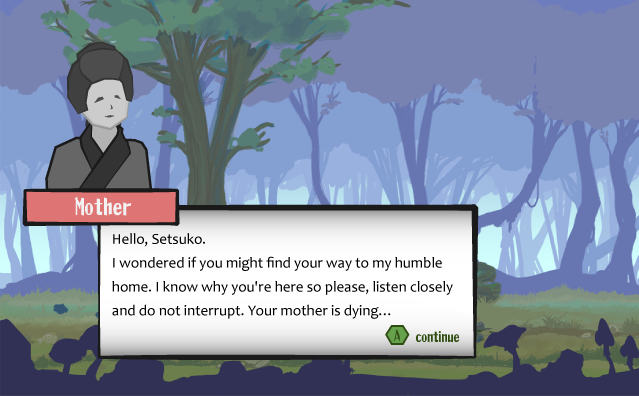 Mother
Hello, Setsuko.
I wondered if you might find your way to my humble
home. I know why you're here so please, listen closely
and do not interrupt. Your mother is dying...
A continue